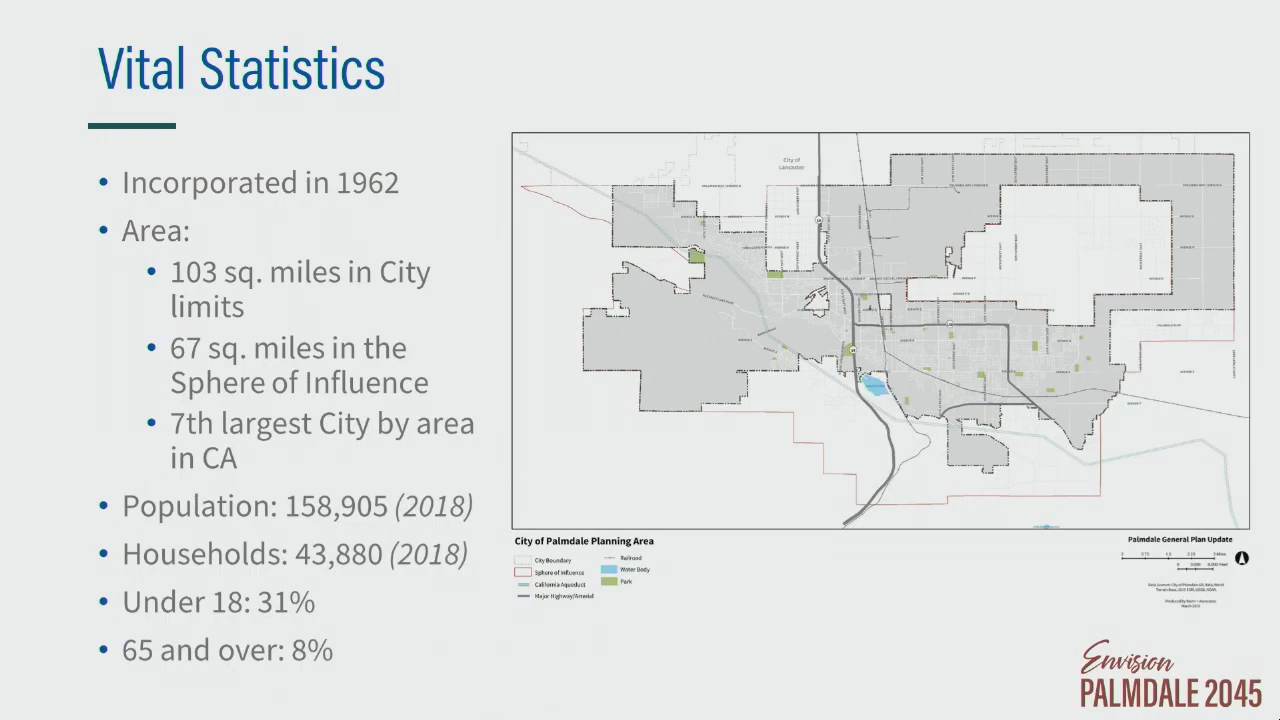 Vital Statistics
• Incorporated in 1962
• Area:
• 103 sq. miles in City
limits
• 67 sq. miles in the
Sphere of Influence
• 7th largest City by area
in CA
• Population: 158,905 (2018)
• Households: 43,880 (2018)
• Under 18: 31%
• 65 and over: 8%
City of
Lancaster
City of Palmdale Planning Area
City Boundary
Sphere of Influence
California Aqueduct
Major Highway/Arterial
Railroad
Water Body
Park
Palmdale General Plan Update
Envision
PALMDALE 2045